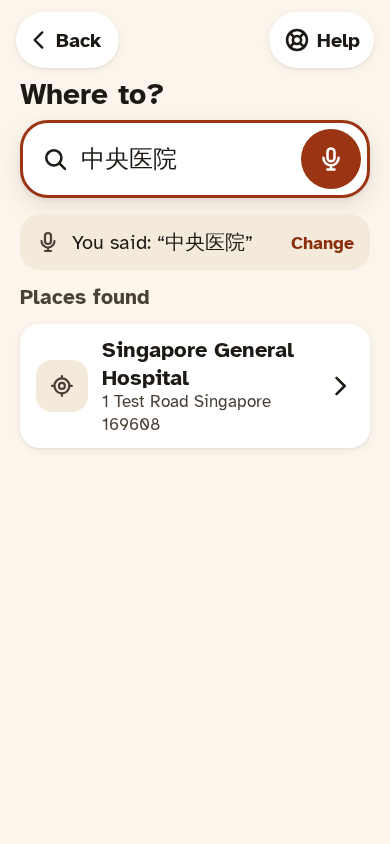 Back
Help
Where to?
中央医院
You said: “中央医院”
Change
Places found
Singapore General
Hospital
1 Test Road Singapore
169608